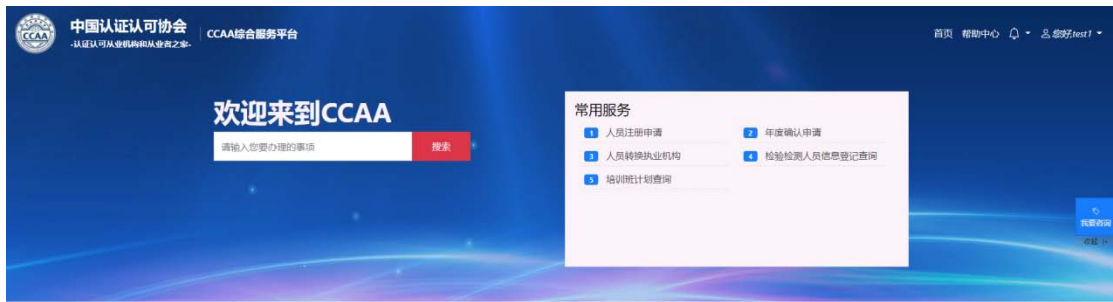 CCAA
中国认证认可协会
-认证认可从业机构和从业者之家-
CCAA综合服务平台
首页 帮助中心 您好,test1
欢迎来到CCAA
请输入您要办理的事项 搜索
常用服务
1 人员注册申请
2 年度确认申请
3 人员转换执业机构
4 检验检测人员信息登记查询
5 培训班计划查询
我要咨询
收起